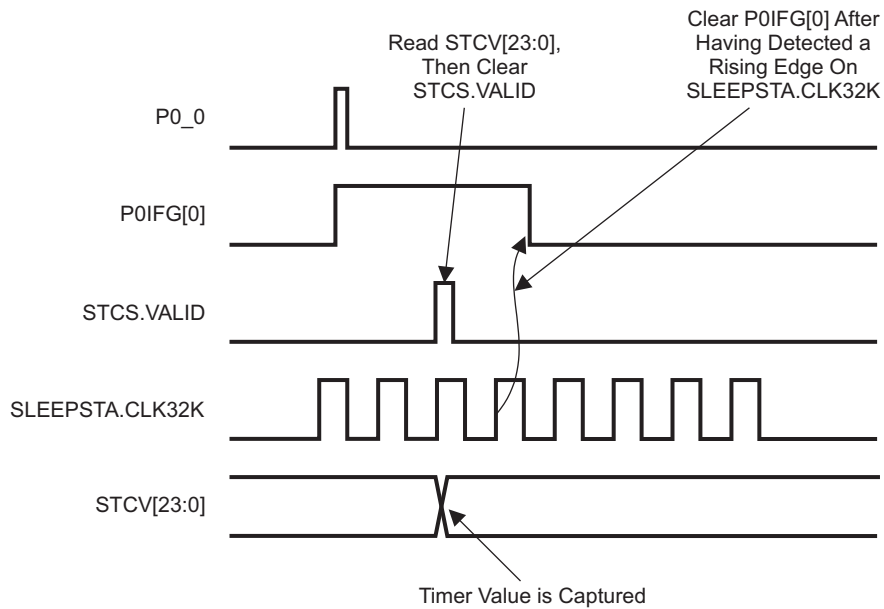 Clear P0IFG[0] After
Having Detected a
Rising Edge On
SLEEPSTA.CLK32K
Read STCV[23:0],
Then Clear
STCS.VALID
P0_0
P0IFG[0]
STCS.VALID
SLEEPSTA.CLK32K
STCV[23:0]
Timer Value is Captured